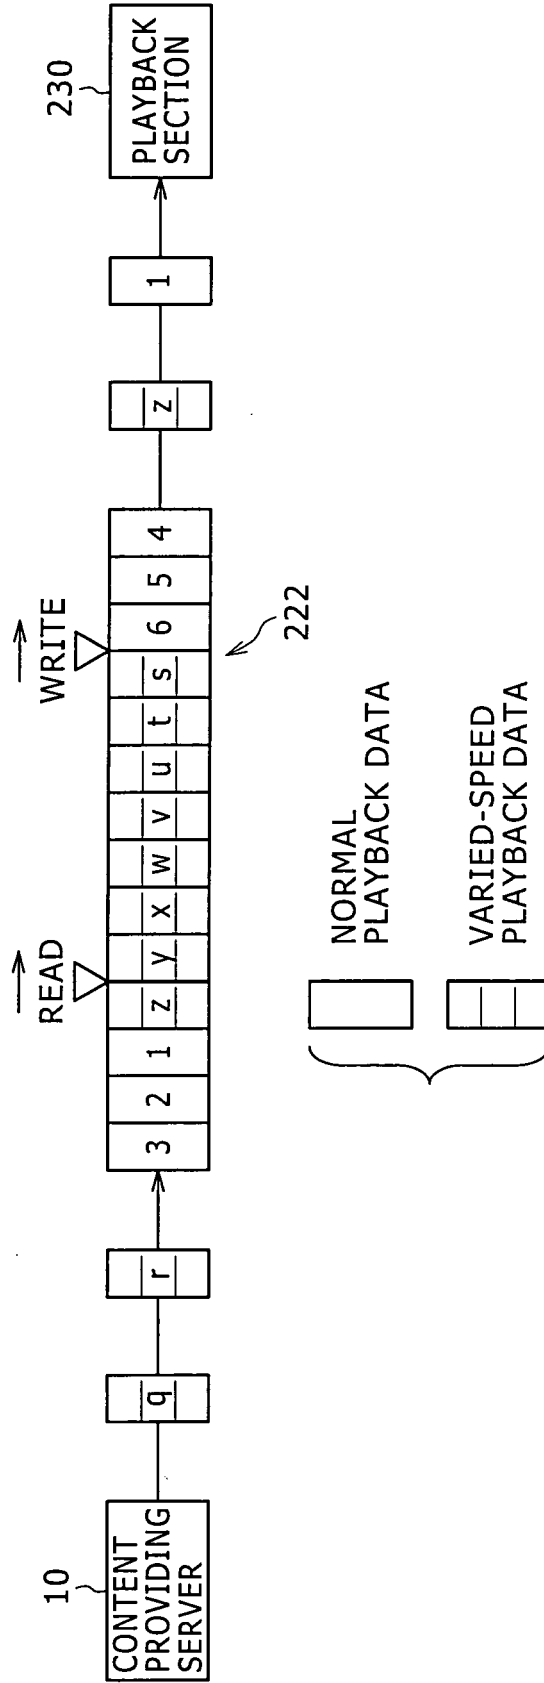 10
CONTENT
PROVIDING
SERVER
q
r
3
2
1
z
y
x
w
v
u
t
s
6
5
4
READ
WRITE
222
z
1
230
PLAYBACK
SECTION
NORMAL
PLAYBACK DATA
VARIED-SPEED
PLAYBACK DATA